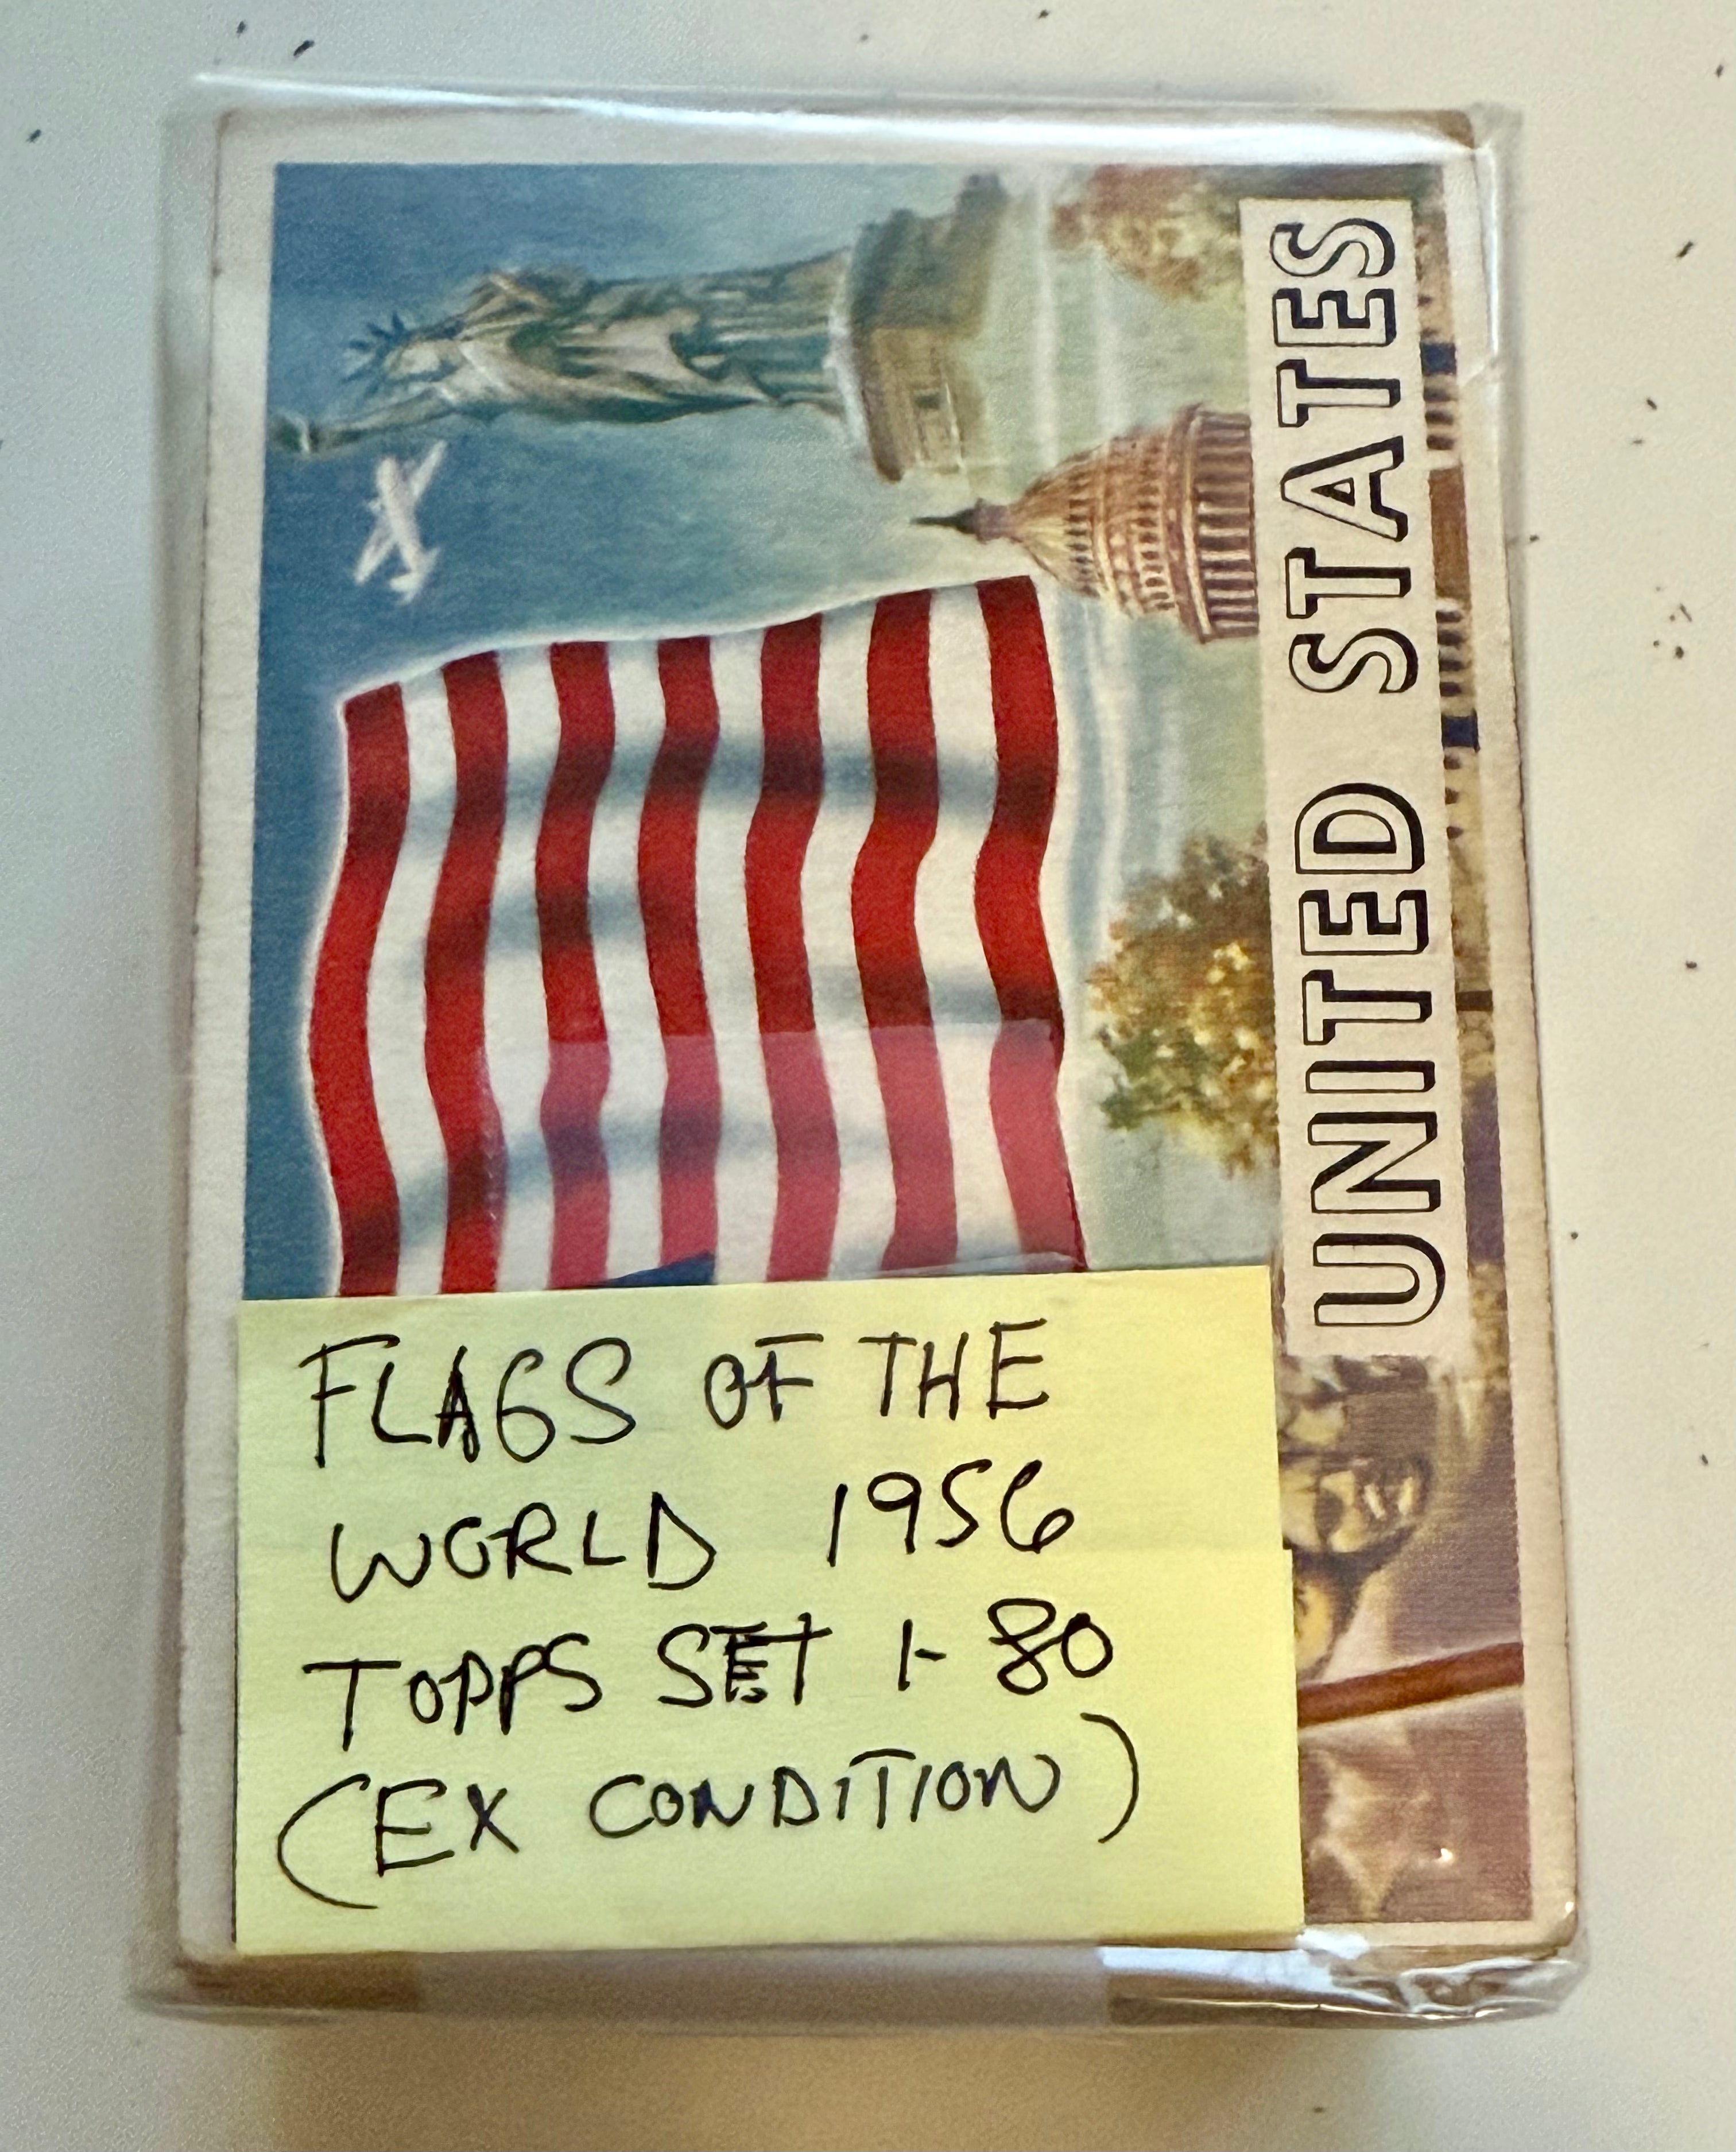 UNITED STATES
FLAGS OF THE
WORLD 1956
TOPPS SET 1-80
(EX CONDITION)